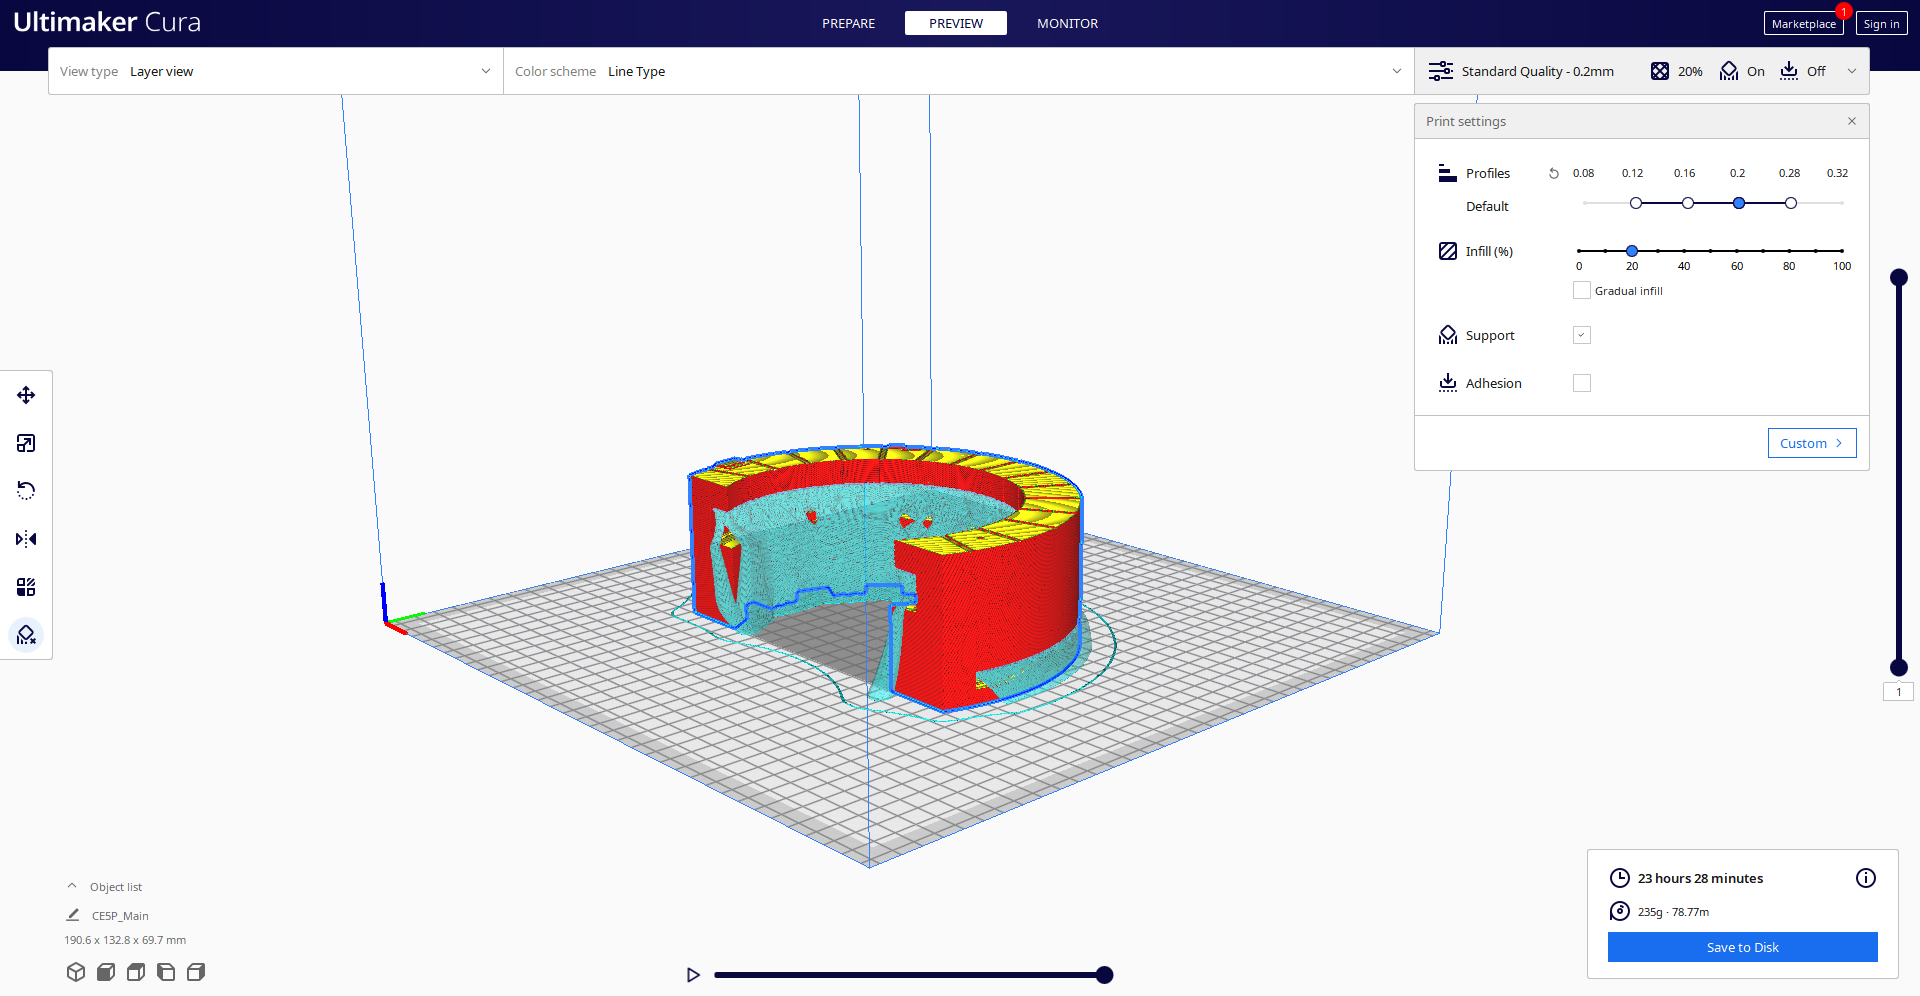 Ultimaker Cura
PREPARE
PREVIEW
MONITOR
Marketplace
1
Sign in
View type Layer view
Color scheme Line Type
Standard Quality - 0.2mm
20%
On
Off
Print settings
Profiles
0.08 0.12 0.16 0.2 0.28 0.32
Default
Infill (%)
0 20 40 60 80 100
Gradual infill
Support
Adhesion
Custom
1
Object list
CE5P_Main
190.6 x 132.8 x 69.7 mm
23 hours 28 minutes
235g · 78.77m
Save to Disk